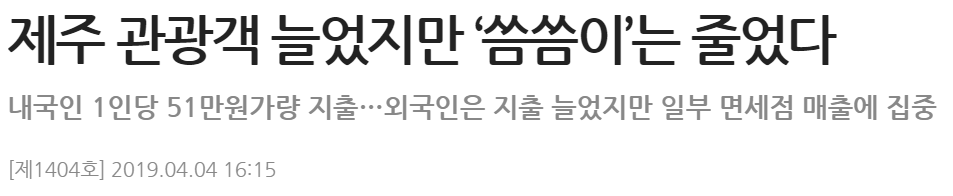 제주 관광객 늘었지만 ‘씀씀이’는 줄었다
내국인 1인당 51만원가량 지출…외국인은 지출 늘었지만 일부 면세점 매출에 집중
[제1404호] 2019.04.04 16:15